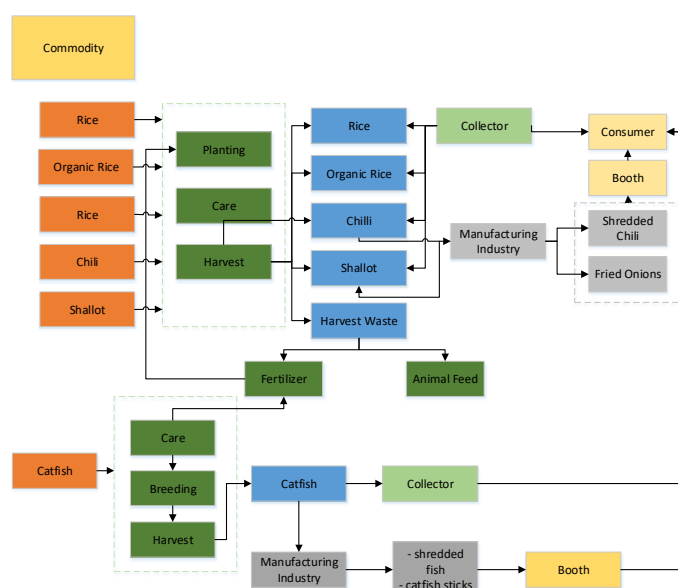 Commodity
Rice
Rice
Collector
Consumer
Planting
Organic Rice
Organic Rice
Booth
Rice
Care
Chilli
Manufacturing
Industry
Shredded
Chili
Chili
Harvest
Shallot
Fried Onions
Shallot
Harvest Waste
Fertilizer
Animal Feed
Care
Catfish
Breeding
Catfish
Collector
Harvest
Manufacturing
Industry
- shredded
fish
- catfish sticks
Booth